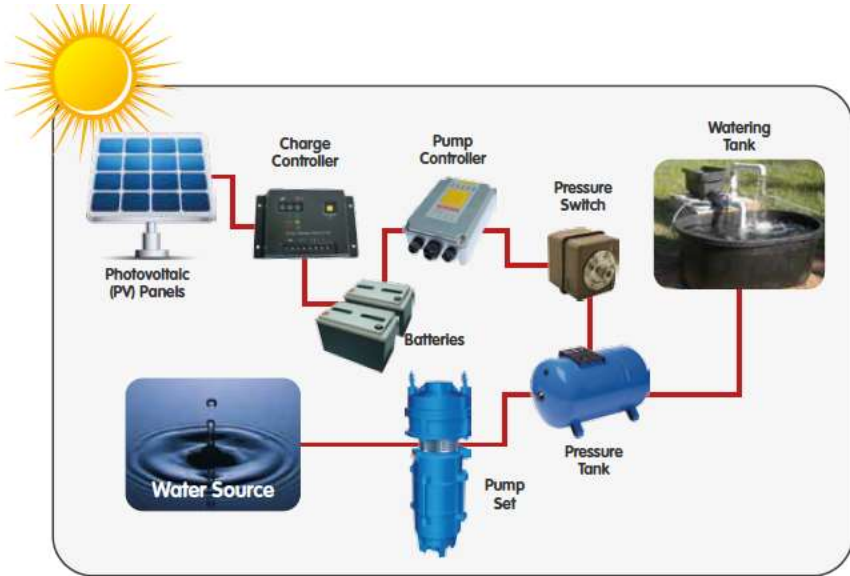 Charge
Controller
Pump
Controller
Watering
Tank
Pressure
Switch
Photovoltaic
(PV) Panels
Batteries
Water Source
Pump
Set
Pressure
Tank